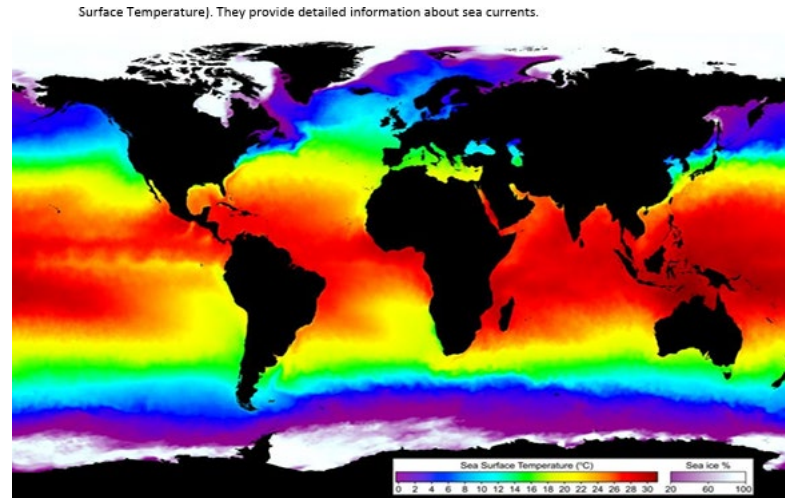 Surface Temperature). They provide detailed information about sea currents.
Sea Surface Temperature (°C)
0 2 4 6 8 10 12 14 16 18 20 22 24 26 28 30
Sea ice %
20 60 100